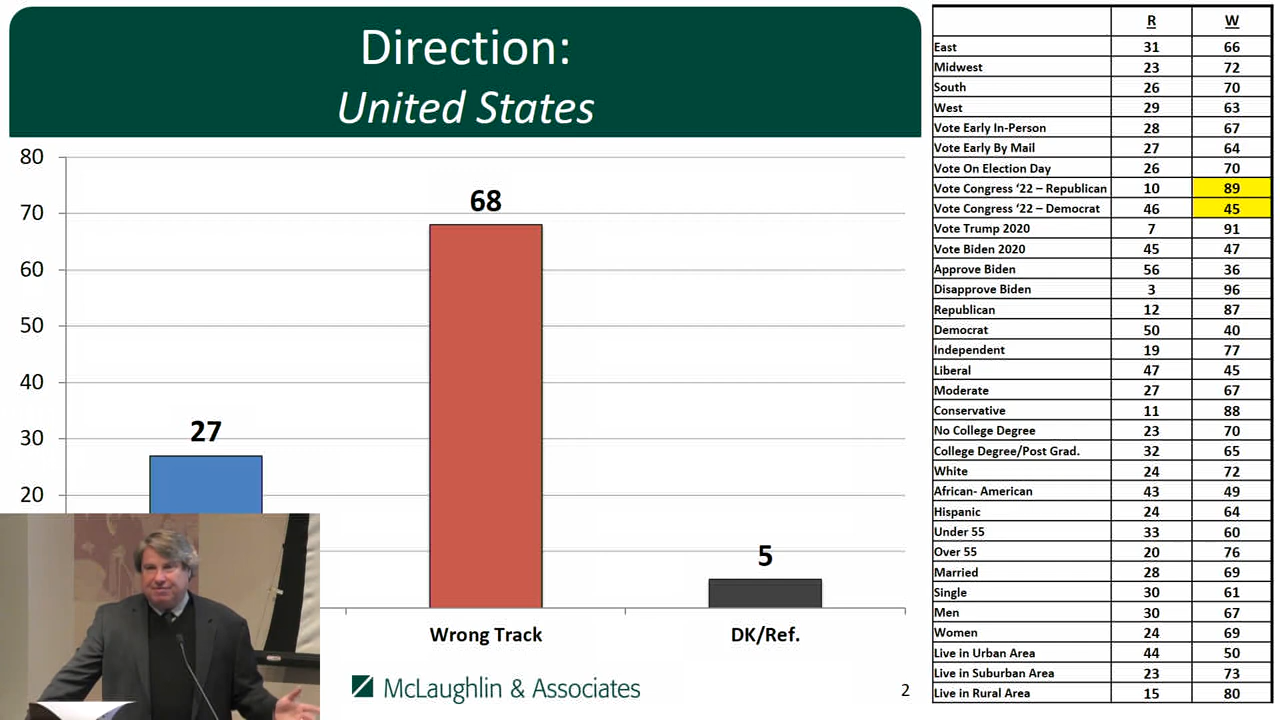 Direction:
United States
80
70
60
50
40
30
20
27
68
5
Wrong Track
DK/Ref.
McLaughlin & Associates
2
R W
East 31 66
Midwest 23 72
South 26 70
West 29 63
Vote Early In-Person 28 67
Vote Early By Mail 27 64
Vote On Election Day 26 70
Vote Congress ‘22 – Republican 10 89
Vote Congress ‘22 – Democrat 46 45
Vote Trump 2020 7 91
Vote Biden 2020 45 47
Approve Biden 56 36
Disapprove Biden 3 96
Republican 12 87
Democrat 50 40
Independent 19 77
Liberal 47 45
Moderate 27 67
Conservative 11 88
No College Degree 23 70
College Degree/Post Grad. 32 65
White 24 72
African- American 43 49
Hispanic 24 64
Under 55 33 60
Over 55 20 76
Married 28 69
Single 30 61
Men 30 67
Women 24 69
Live in Urban Area 44 50
Live in Suburban Area 23 73
Live in Rural Area 15 80